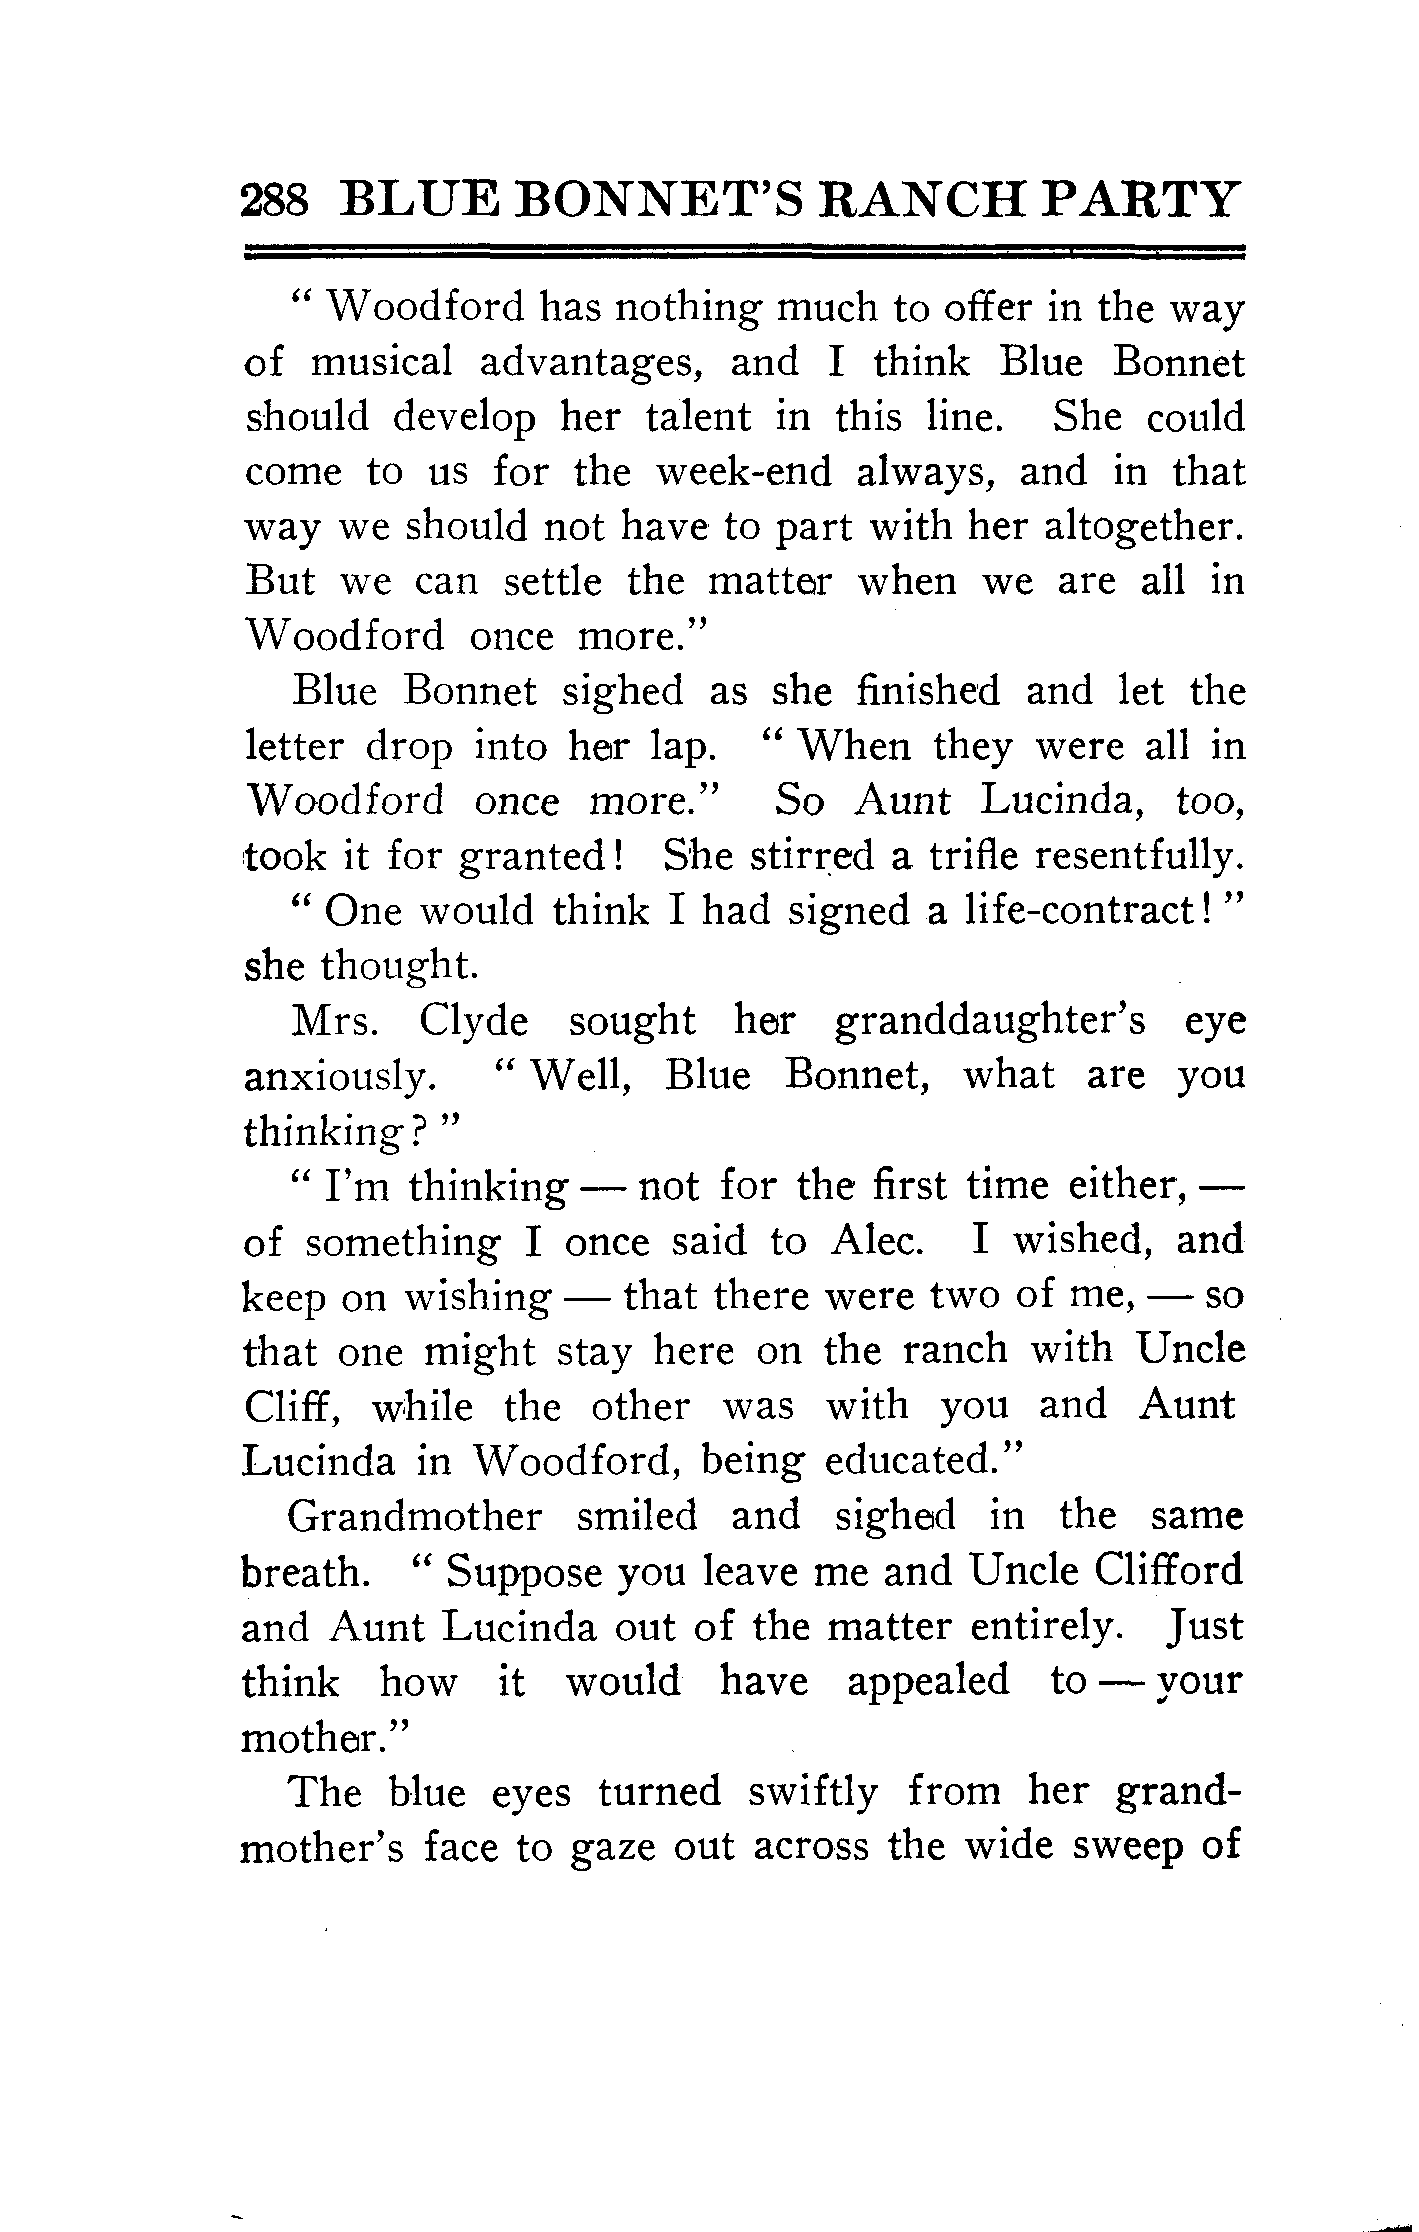 288 BLUE BONNET'S RANCH PARTY
" Woodford has nothing much to offer in the way
of musical advantages, and I think Blue Bonnet
should develop her talent in this line. She could
come to us for the week-end always, and in that
way we should not have to part with her altogether.
But we can settle the matter when we are all in
Woodford once more."
Blue Bonnet sighed as she finished and let the
letter drop into her lap. " When they were all in
Woodford once more." So Aunt Lucinda, too,
took it for granted! She stirred a trifle resentfully.
" One would think I had signed a life-contract! "
she thought.
Mrs. Clyde sought her granddaughter's eye
anxiously. " Well, Blue Bonnet, what are you
thinking? "
" I'm thinking — not for the first time either, —
of something I once said to Alec. I wished, and
keep on wishing — that there were two of me, — so
that one might stay here on the ranch with Uncle
Cliff, while the other was with you and Aunt
Lucinda in Woodford, being educated."
Grandmother smiled and sighed in the same
breath. " Suppose you leave me and Uncle Clifford
and Aunt Lucinda out of the matter entirely. Just
think how it would have appealed to — your
mother."
The blue eyes turned swiftly from her grand-
mother's face to gaze out across the wide sweep of